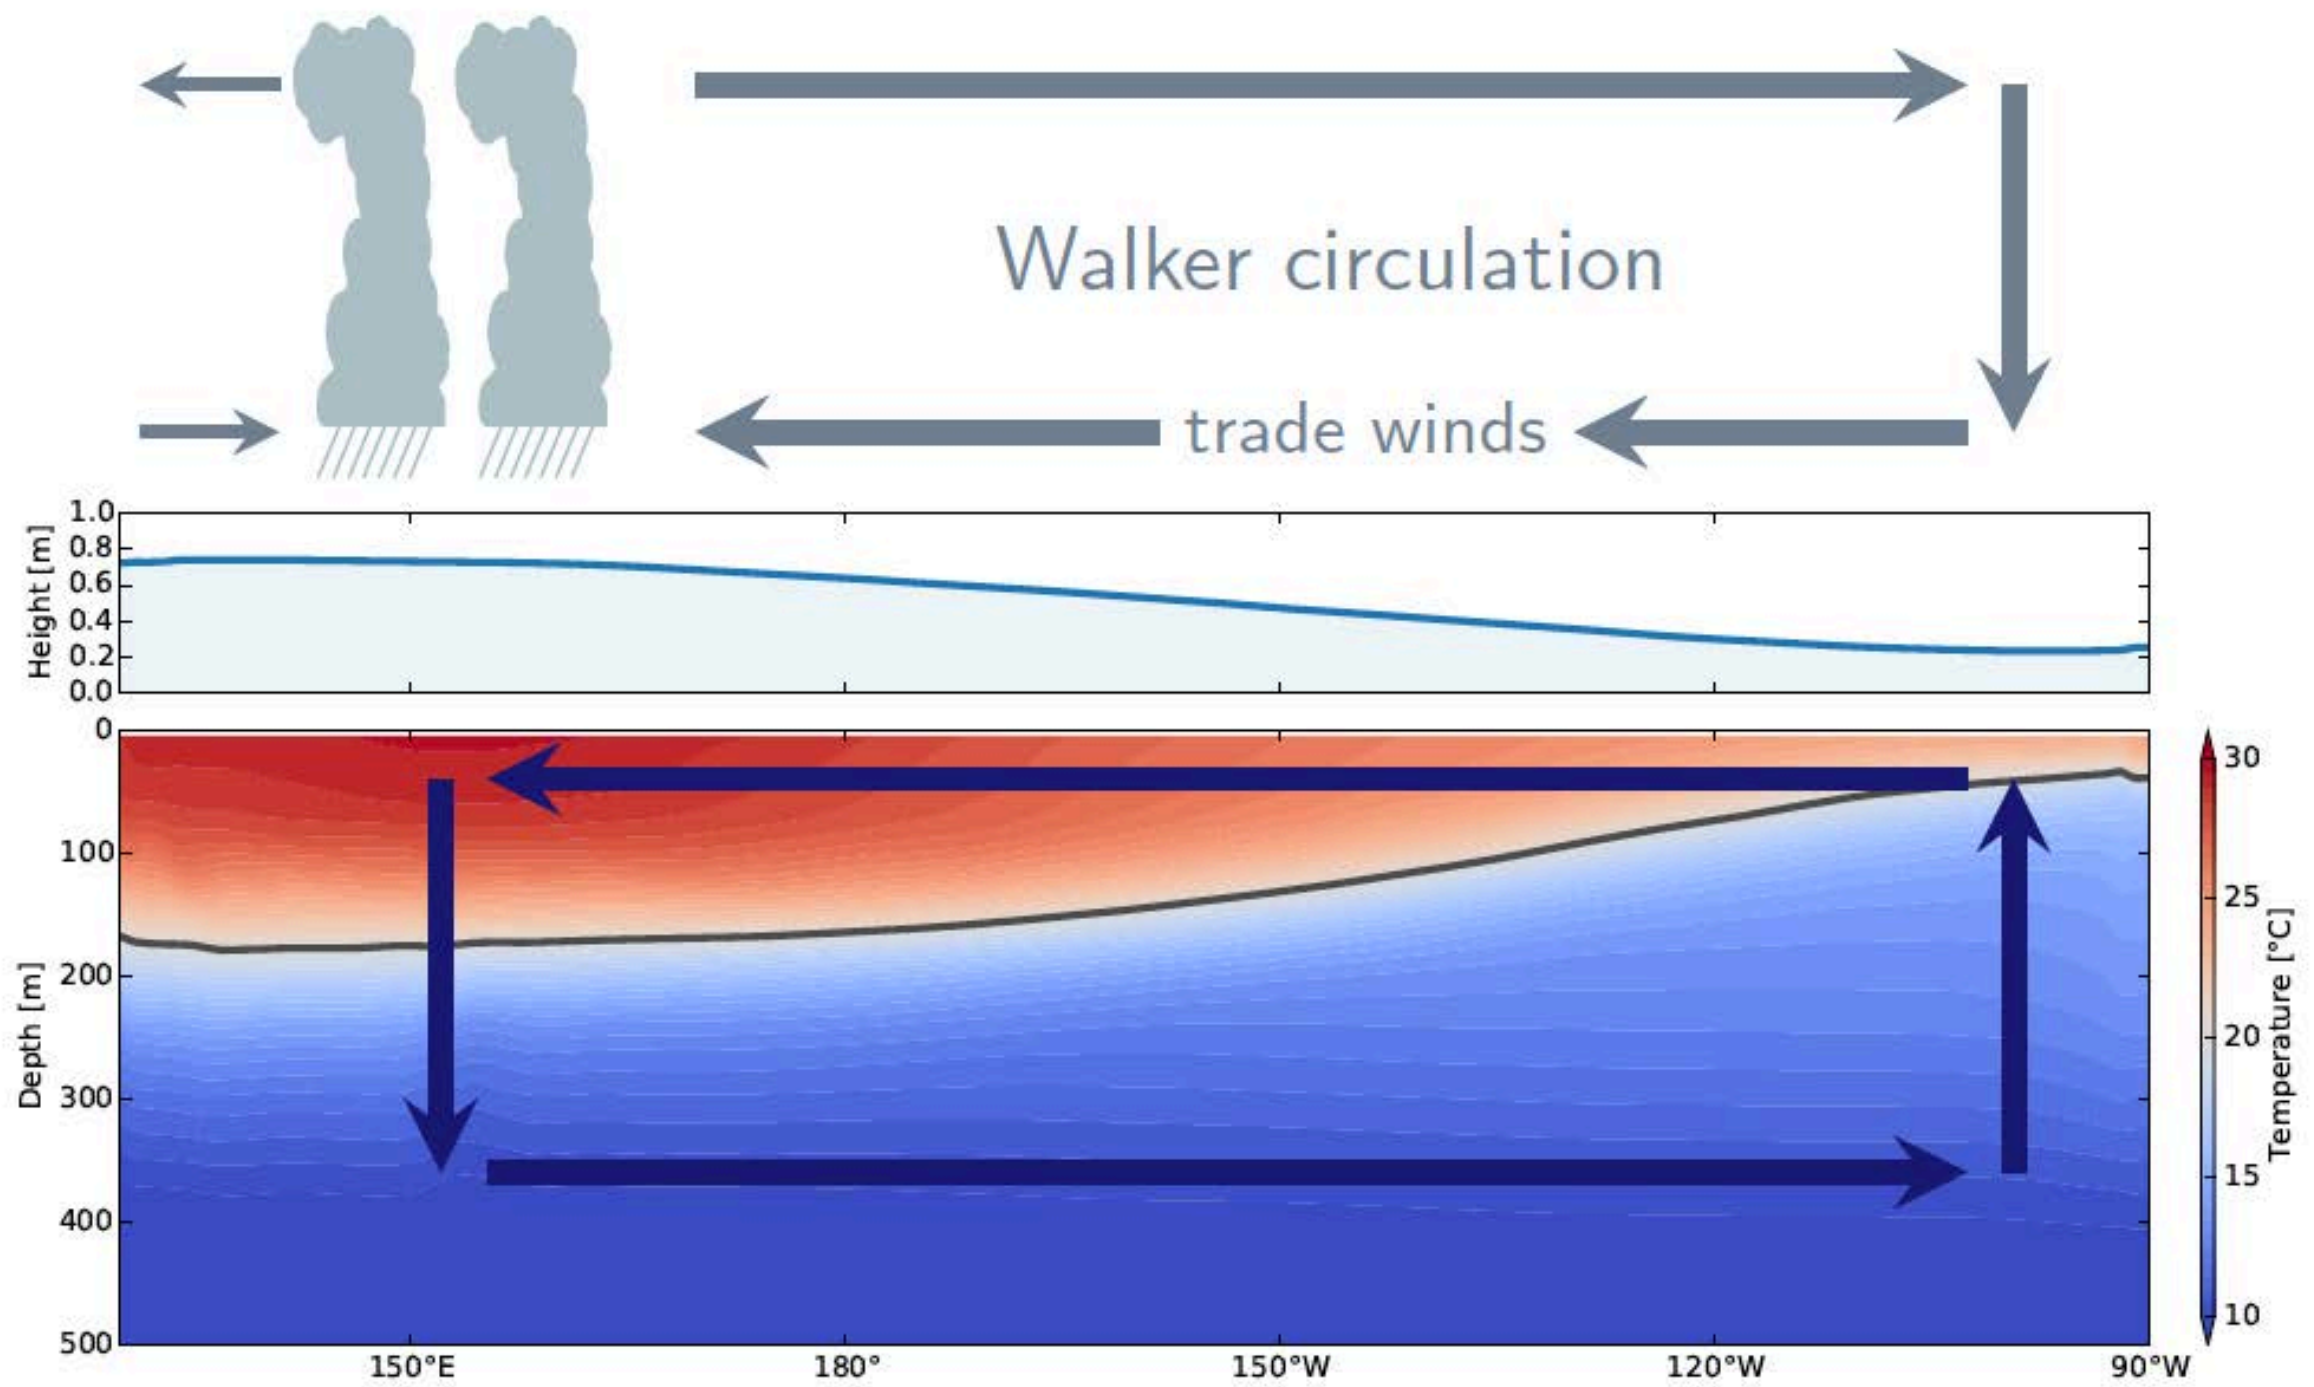 Walker circulation
trade winds
Height [m]
1.0
0.8
0.6
0.4
0.2
0.0
Depth [m]
0
100
200
300
400
500
150°E
180°
150°W
120°W
90°W
30
25
20
15
10
Temperature [°C]